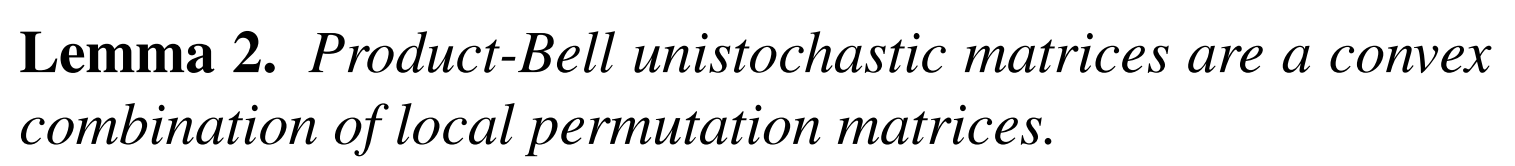 Lemma 2. Product-Bell unistochastic matrices are a convex
combination of local permutation matrices.